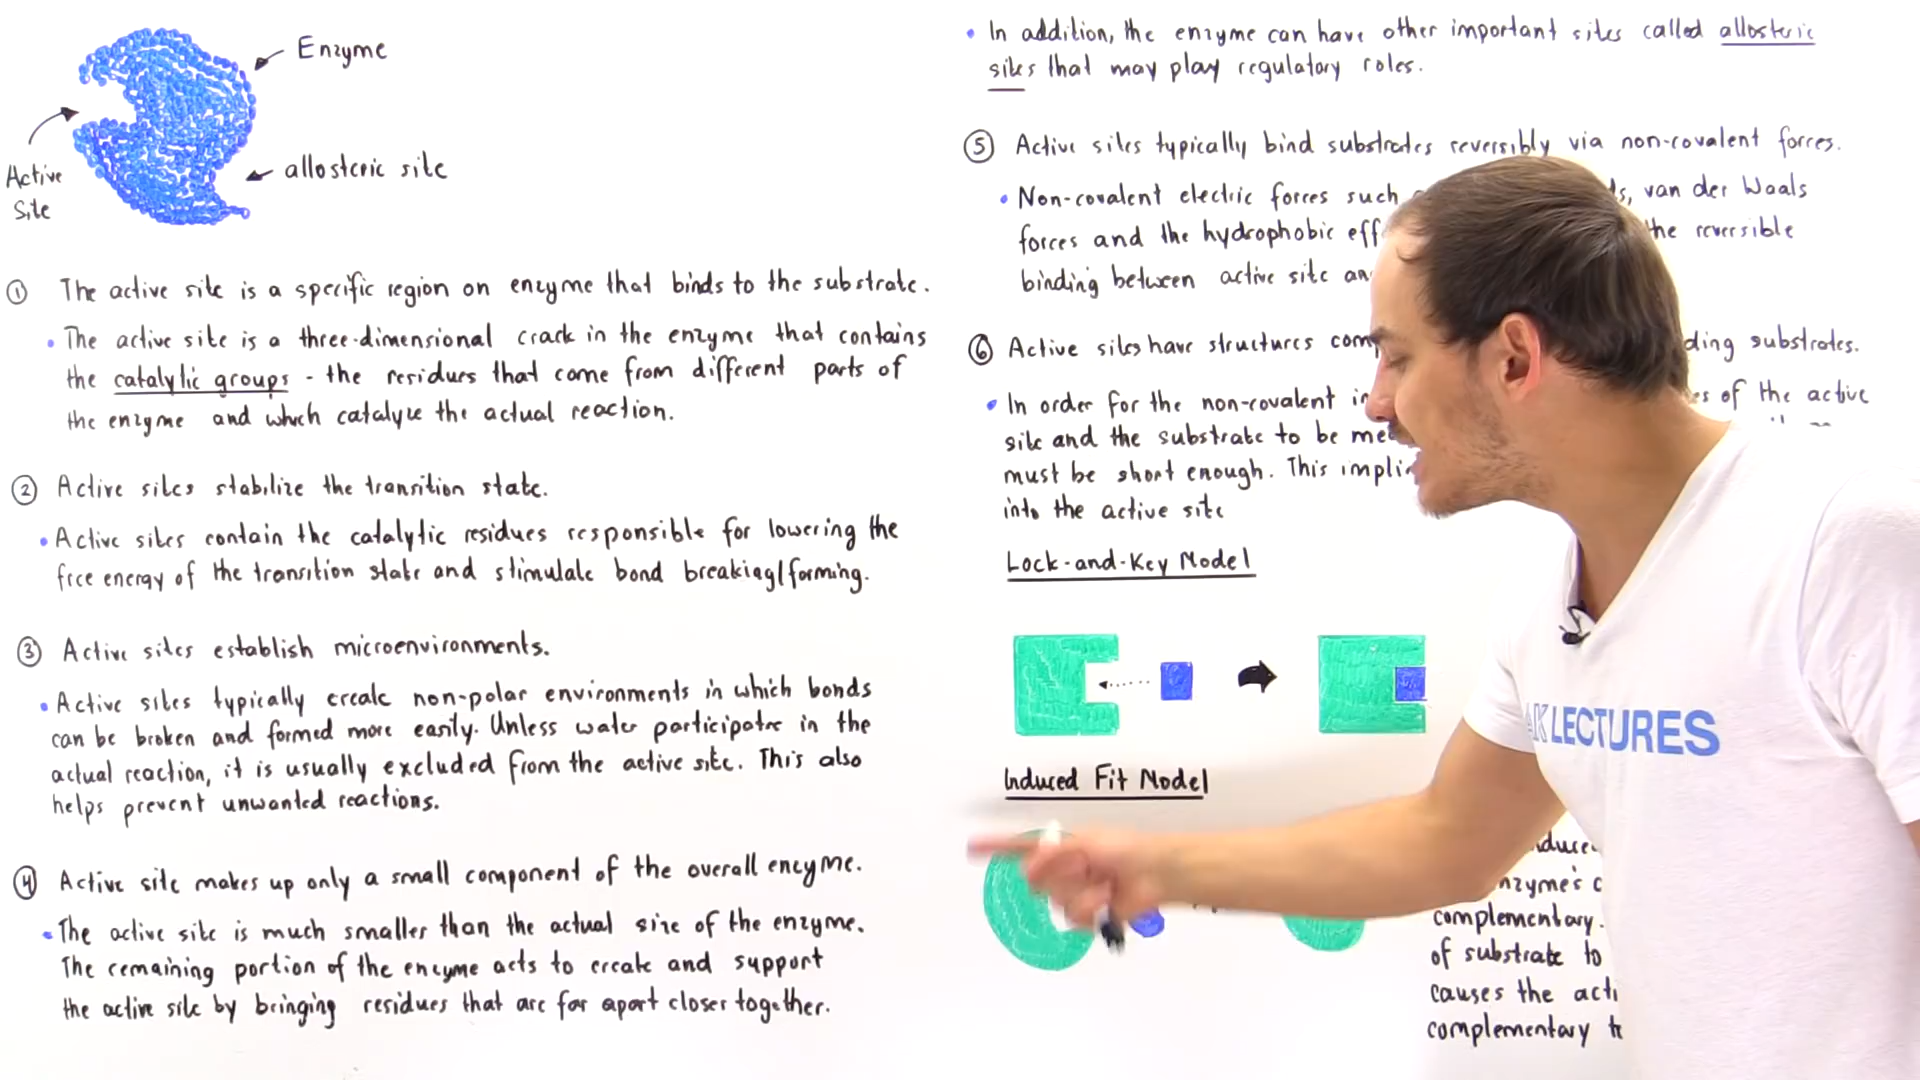 Enzyme
Active
Site
allosteric site
① The active site is a specific region on enzyme that binds to the substrate.
• The active site is a three-dimensional crack in the enzyme that contains
the catalytic groups - the residues that come from different parts of
the enzyme and which catalyze the actual reaction.
② Active sites stabilize the transition state.
• Active sites contain the catalytic residues responsible for lowering the
free energy of the transition state and stimulate bond breaking/forming.
③ Active sites establish microenvironments.
• Active sites typically create non-polar environments in which bonds
can be broken and formed more easily. Unless water participates in the
actual reaction, it is usually excluded from the active site. This also
helps prevent unwanted reactions.
④ Active site makes up only a small component of the overall enzyme.
• The active site is much smaller than the actual size of the enzyme.
The remaining portion of the enzyme acts to create and support
the active site by bringing residues that are far apart closer together.
• In addition, the enzyme can have other important sites called allosteric
sites that may play regulatory roles.
⑤ Active sites typically bind substrates reversibly via non-covalent forces.
• Non-covalent electric forces such van der Waals
forces and the hydrophobic the reversible
binding between active site
⑥ Active sites have structures substrates.
• In order for the non-covalent of the active
site and the substrate to be
must be short enough. This
into the active site
Lock-and-Key Model
Induced Fit Model
complementary.
of substrate to
causes the
complementary
AK LECTURES